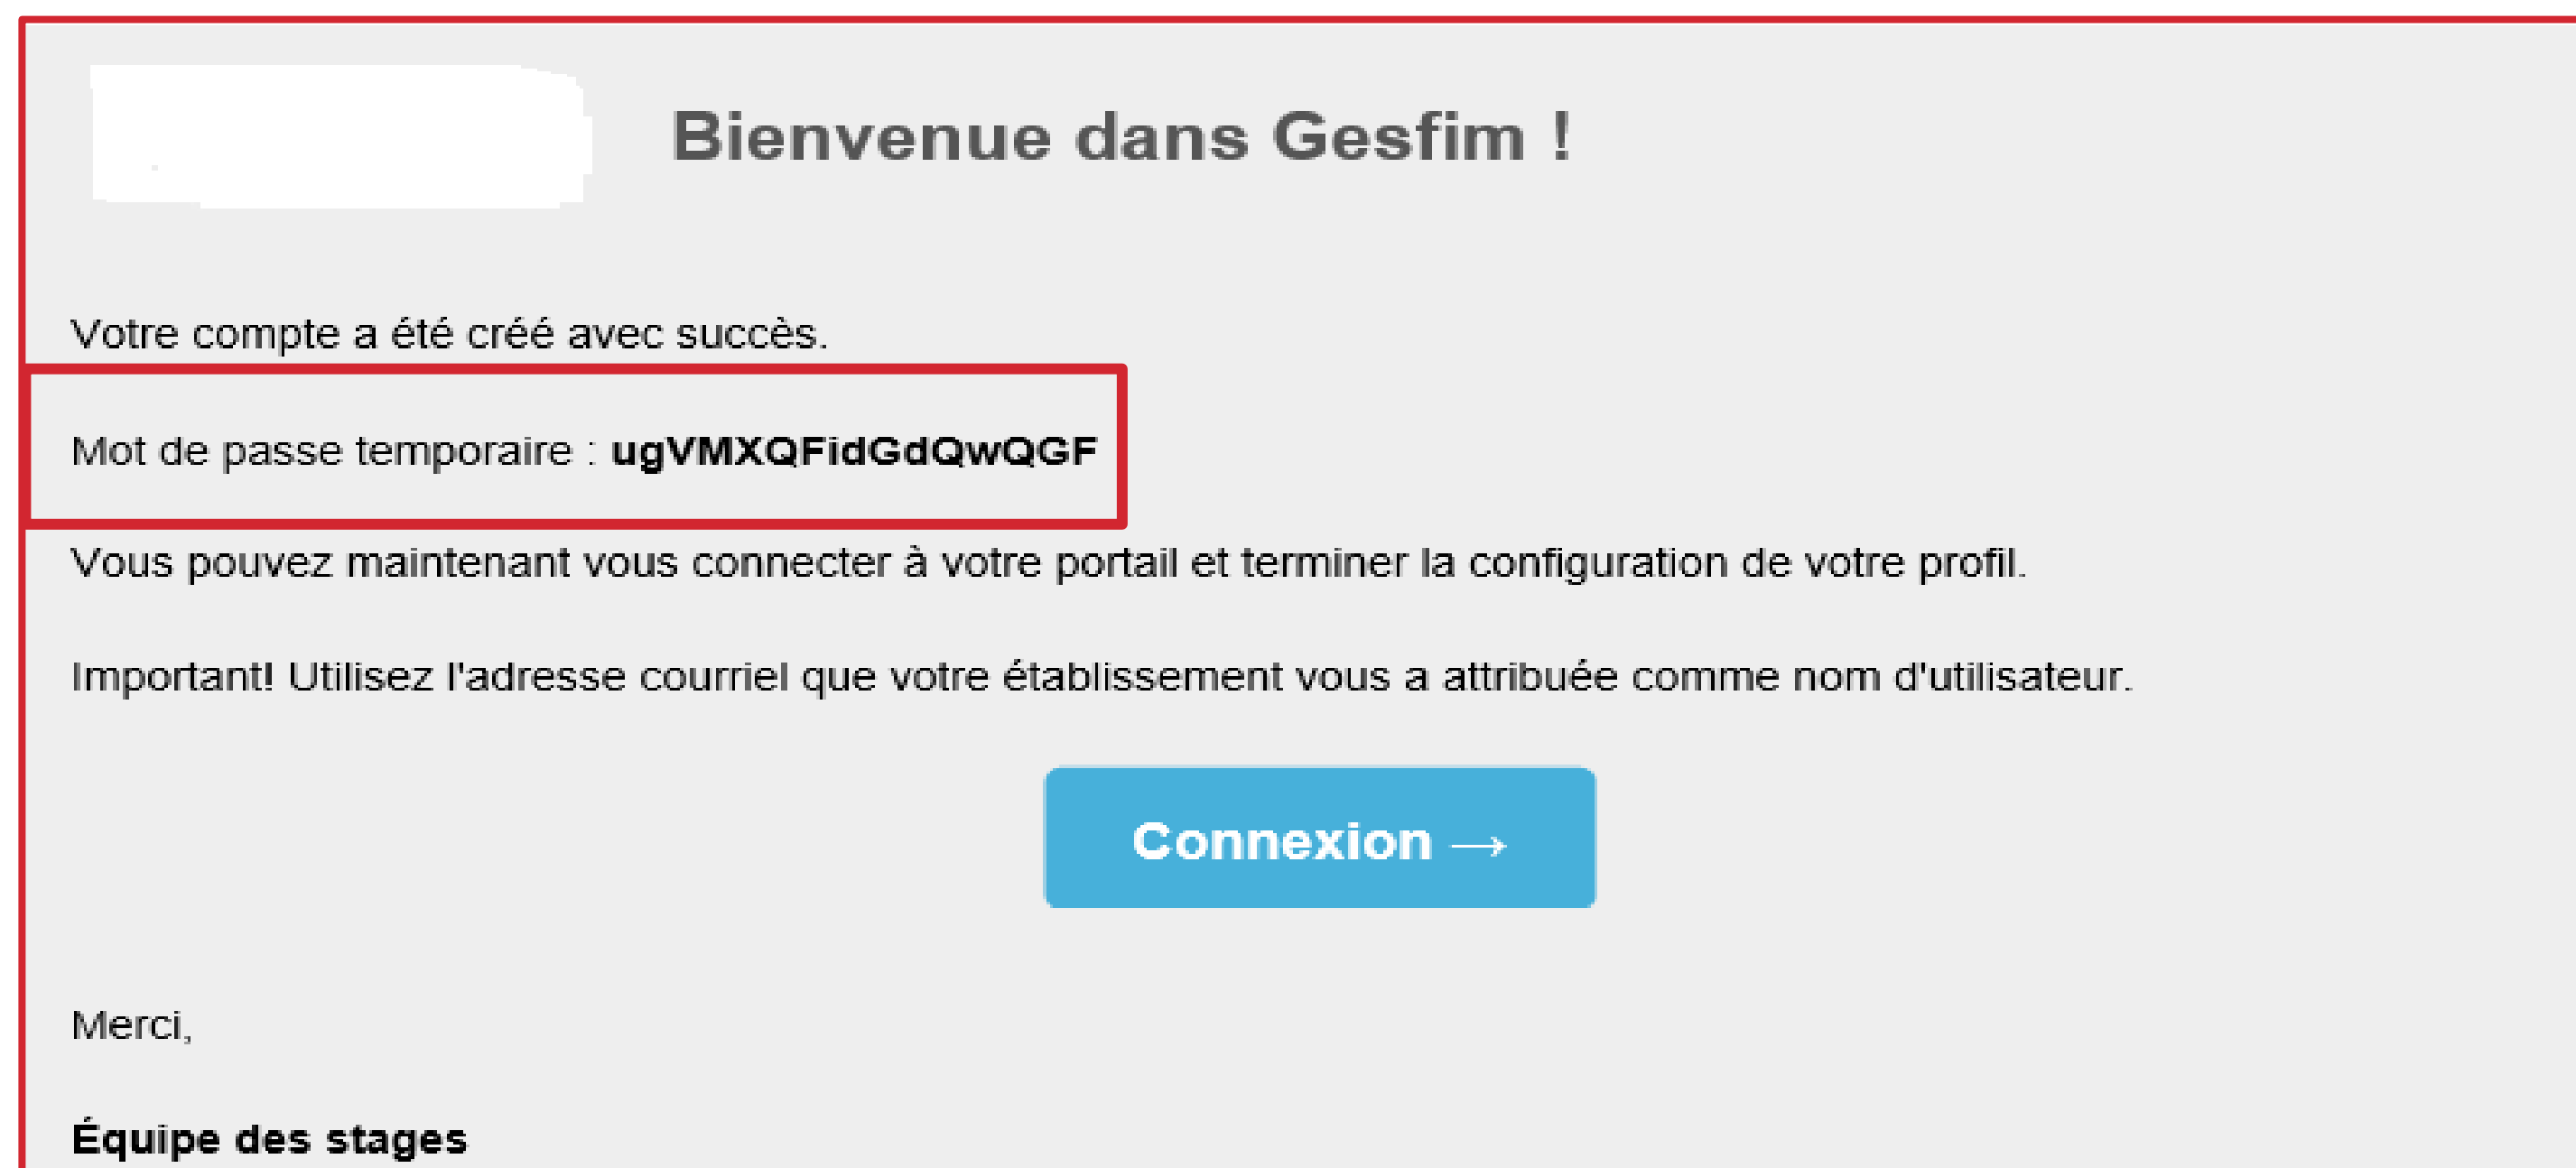 Bienvenue dans Gesfim !
Votre compte a été créé avec succès.
Mot de passe temporaire : ugVMXQFidGdQwQGF
Vous pouvez maintenant vous connecter à votre portail et terminer la configuration de votre profil.
Important! Utilisez l'adresse courriel que votre établissement vous a attribuée comme nom d'utilisateur.
Connexion →
Merci,
Équipe des stages